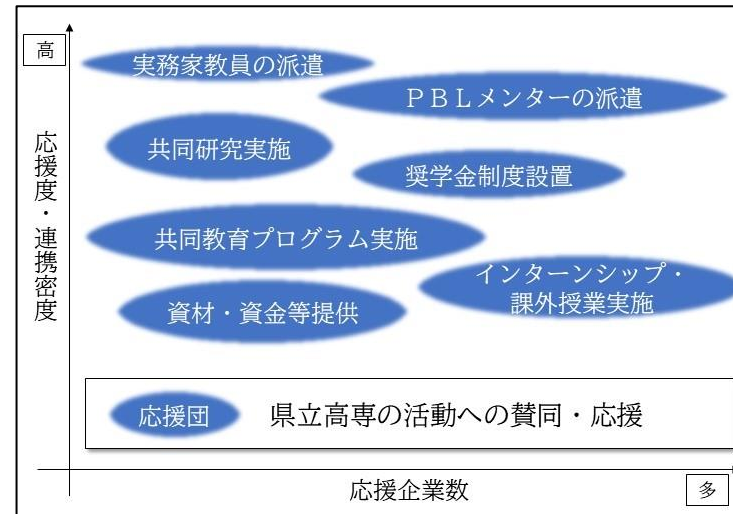 高
実務家教員の派遣
ＰＢＬメンターの派遣
共同研究実施
奨学金制度設置
応援度・連携密度
共同教育プログラム実施
インターンシップ・
課外授業実施
資材・資金等提供
応援団
県立高専の活動への賛同・応援
応援企業数
多